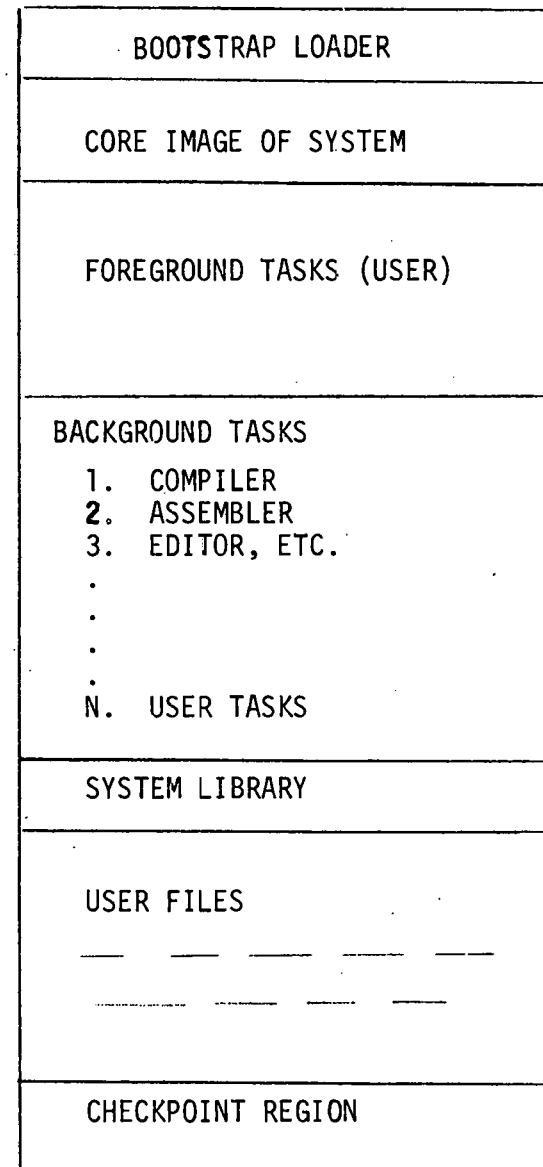 BOOTSTRAP LOADER
CORE IMAGE OF SYSTEM
FOREGROUND TASKS (USER)
BACKGROUND TASKS
1. COMPILER
2. ASSEMBLER
3. EDITOR, ETC.
.
.
.
.
N. USER TASKS
SYSTEM LIBRARY
USER FILES
CHECKPOINT REGION